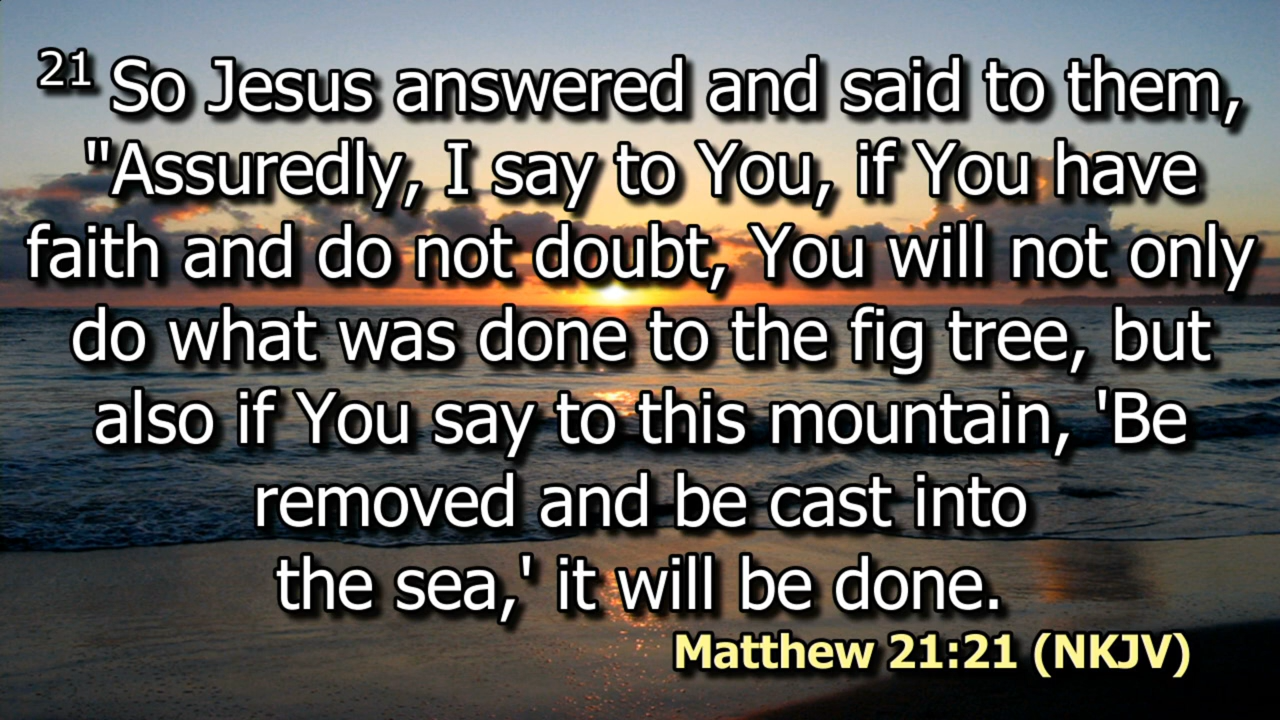 21 So Jesus answered and said to them,
"Assuredly, I say to You, if You have
faith and do not doubt, You will not only
do what was done to the fig tree, but
also if You say to this mountain, 'Be
removed and be cast into
the sea,' it will be done.
Matthew 21:21 (NKJV)